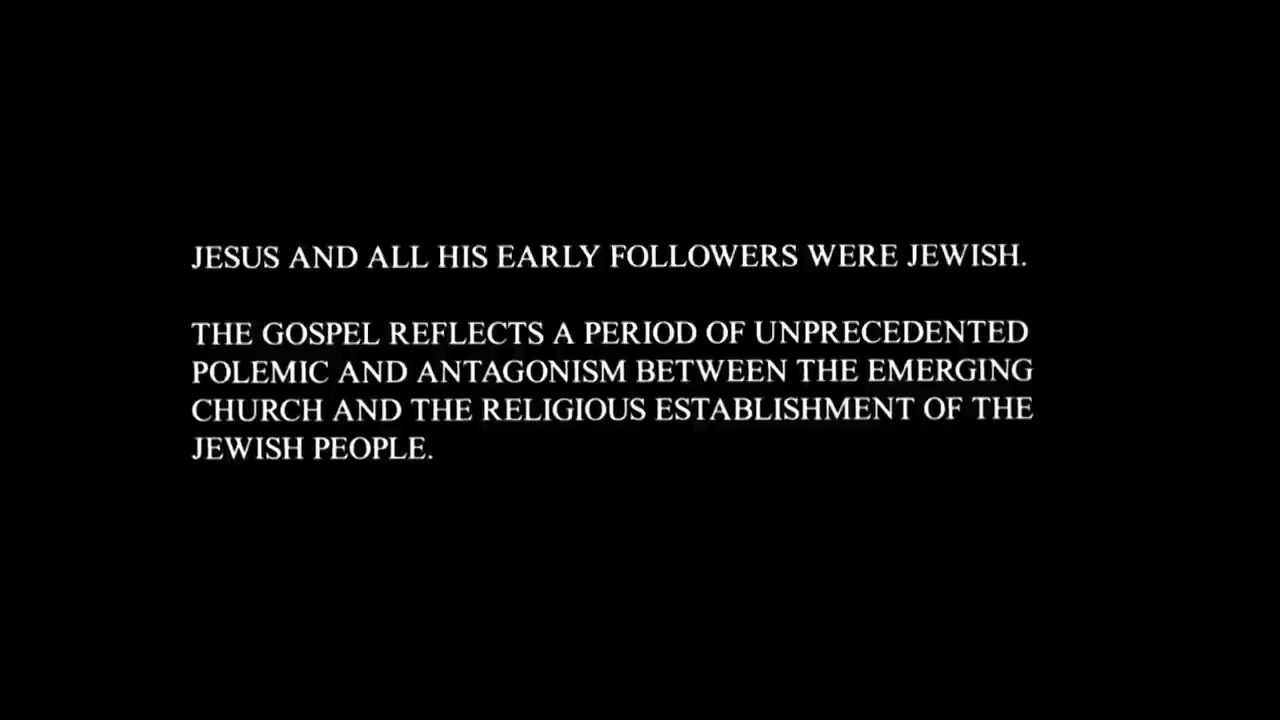 JESUS AND ALL HIS EARLY FOLLOWERS WERE JEWISH.
THE GOSPEL REFLECTS A PERIOD OF UNPRECEDENTED
POLEMIC AND ANTAGONISM BETWEEN THE EMERGING
CHURCH AND THE RELIGIOUS ESTABLISHMENT OF THE
JEWISH PEOPLE.